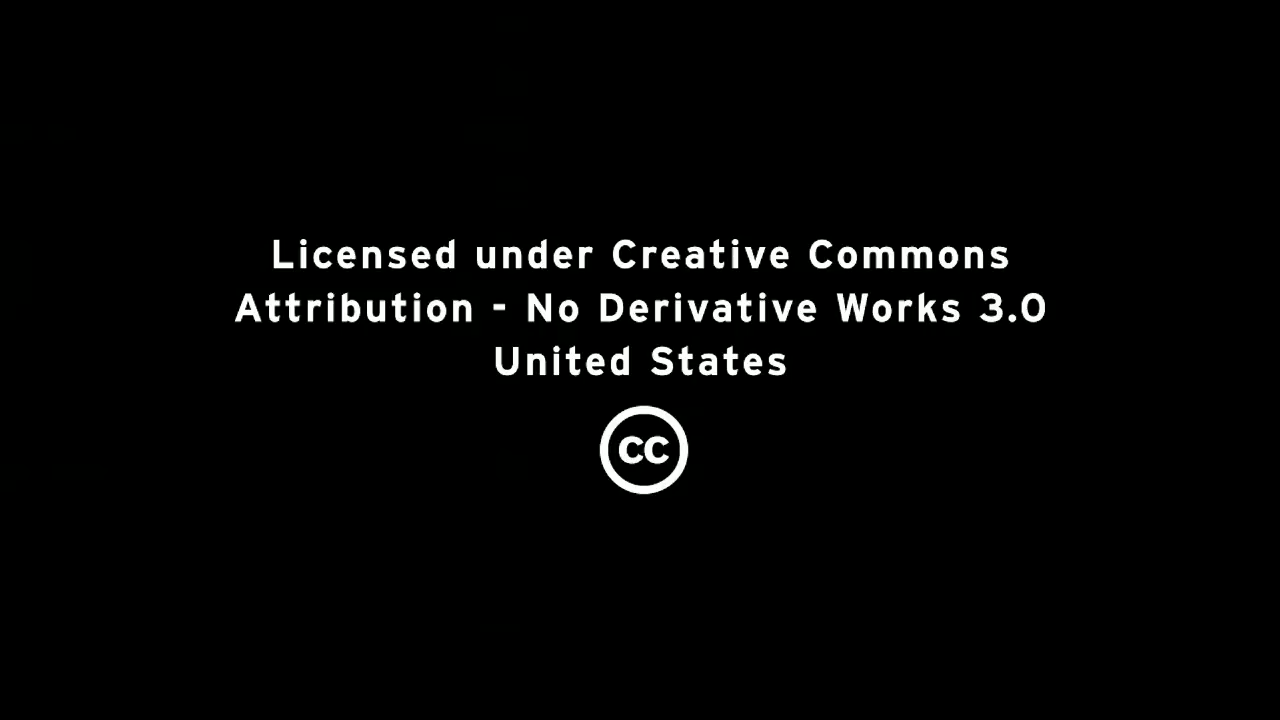 Licensed under Creative Commons
Attribution - No Derivative Works 3.0
United States
cc